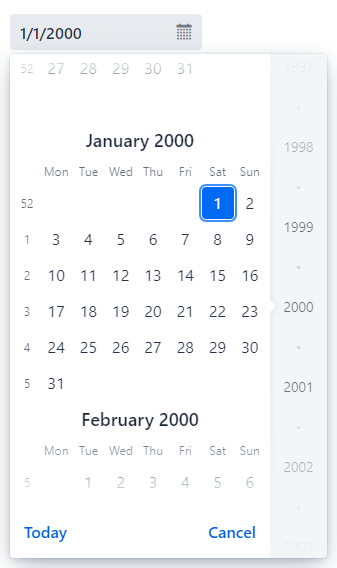 1/1/2000
52 27 28 29 30 31
January 2000
Mon Tue Wed Thu Fri Sat Sun
52 1 2
1 3 4 5 6 7 8 9
2 10 11 12 13 14 15 16
3 17 18 19 20 21 22 23
4 24 25 26 27 28 29 30
5 31
February 2000
Mon Tue Wed Thu Fri Sat Sun
5 1 2 3 4 5 6
Today Cancel
1997
1998
1999
2000
2001
2002
2003